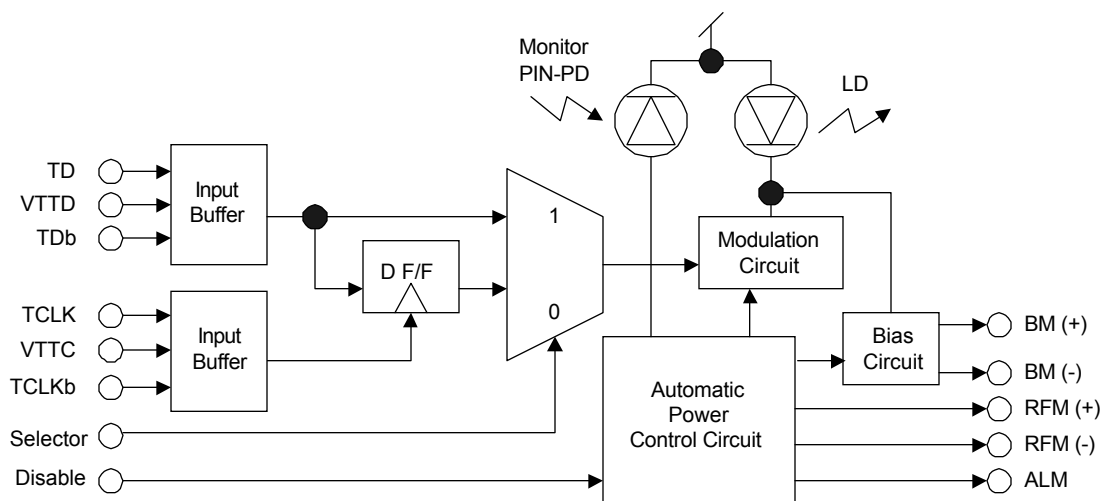 Monitor
PIN-PD
LD
TD
VTTD
TDb
Input
Buffer
1
D F/F
0
Modulation
Circuit
TCLK
VTTC
TCLKb
Input
Buffer
Bias
Circuit
BM (+)
BM (-)
Automatic
Power
Control Circuit
RFM (+)
RFM (-)
ALM
Selector
Disable